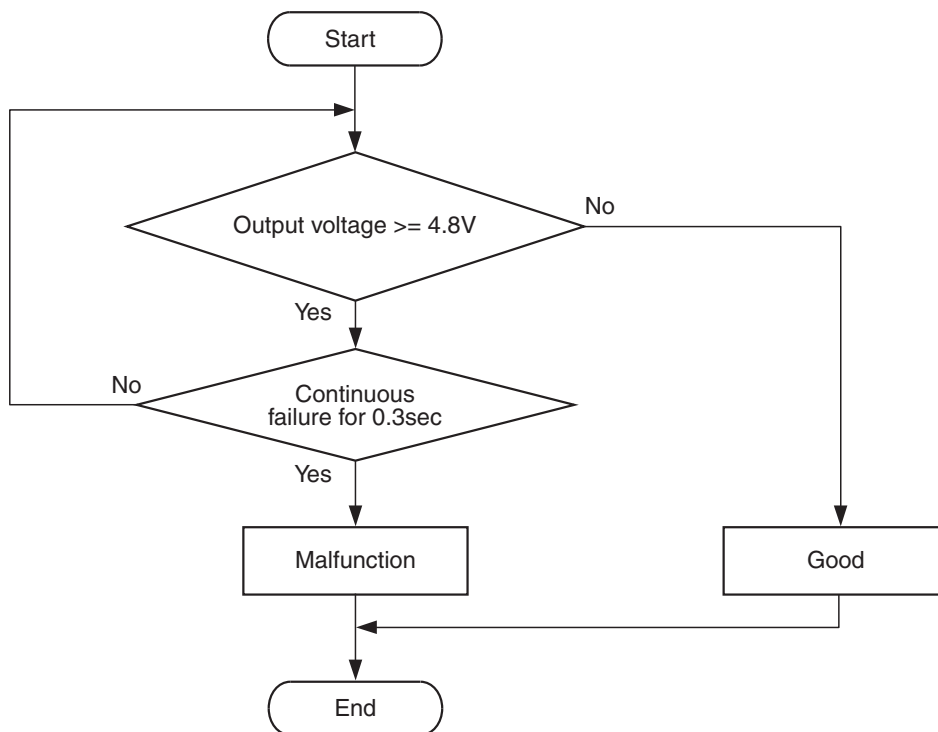 Start
Output voltage >= 4.8V
No
Yes
No
Continuous
failure for 0.3sec
Yes
Malfunction
Good
End